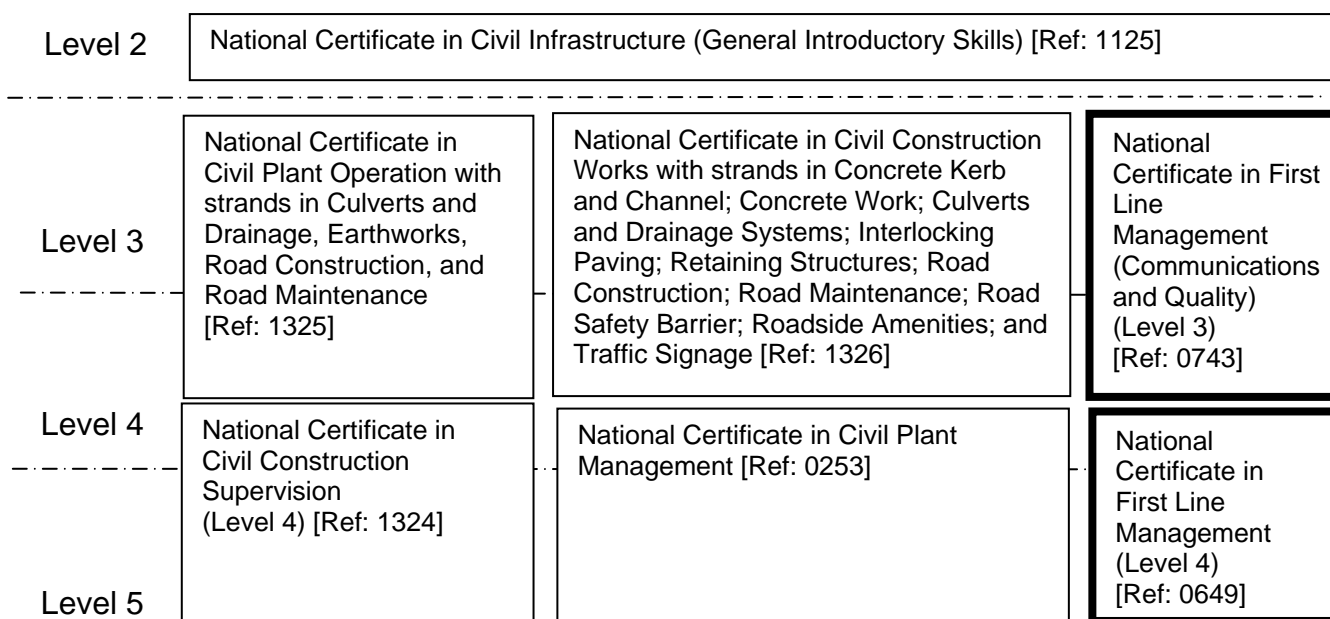 Level 2
National Certificate in Civil Infrastructure (General Introductory Skills) [Ref: 1125]
Level 3
National Certificate in
Civil Plant Operation with
strands in Culverts and
Drainage, Earthworks,
Road Construction, and
Road Maintenance
[Ref: 1325]
National Certificate in Civil Construction
Works with strands in Concrete Kerb
and Channel; Concrete Work; Culverts
and Drainage Systems; Interlocking
Paving; Retaining Structures; Road
Construction; Road Maintenance; Road
Safety Barrier; Roadside Amenities; and
Traffic Signage [Ref: 1326]
National
Certificate in First
Line
Management
(Communications
and Quality)
(Level 3)
[Ref: 0743]
Level 4
National Certificate in
Civil Construction
Supervision
(Level 4) [Ref: 1324]
National Certificate in Civil Plant
Management [Ref: 0253]
National
Certificate in
First Line
Management
(Level 4)
[Ref: 0649]
Level 5